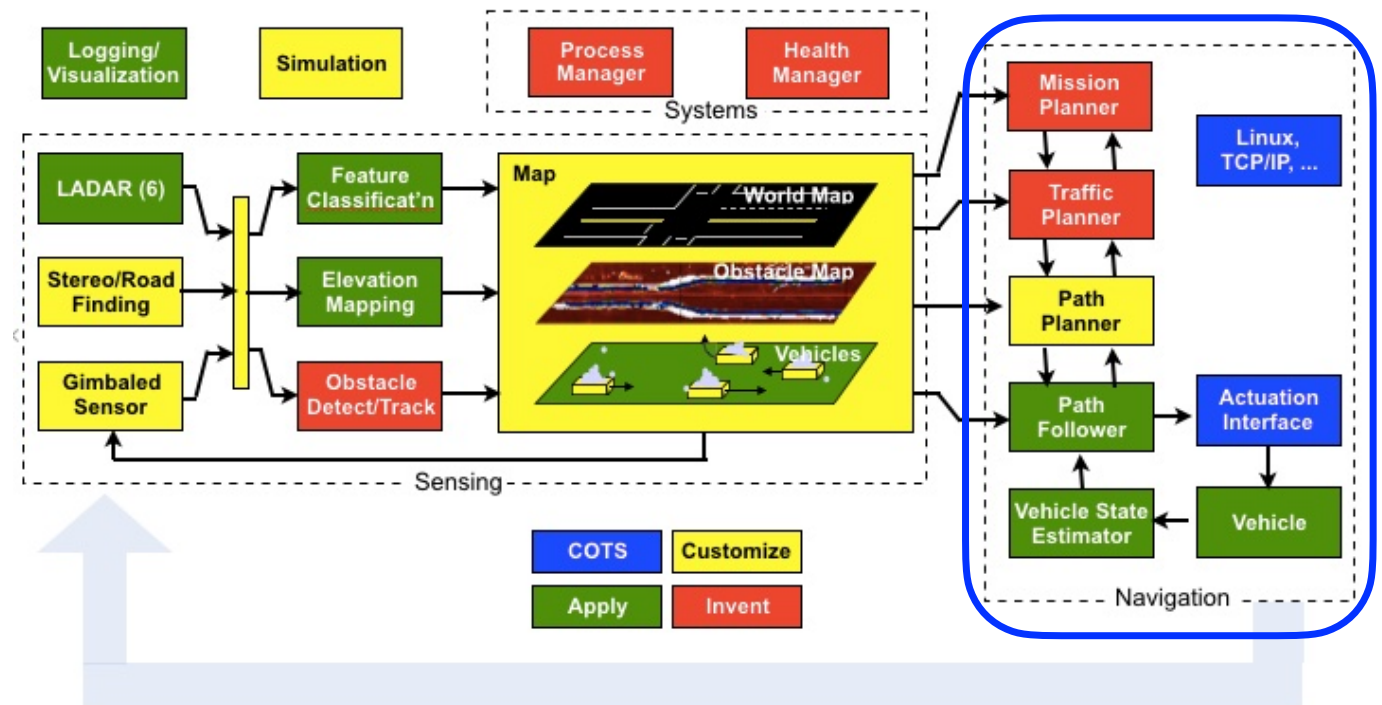 Logging/
Visualization
Simulation
Process
Manager
Health
Manager
Systems
LADAR (6)
Stereo/Road
Finding
Gimbaled
Sensor
Feature
Classificat'n
Elevation
Mapping
Obstacle
Detect/Track
Map
World Map
Obstacle Map
Vehicles
Sensing
Mission
Planner
Traffic
Planner
Path
Planner
Path
Follower
Vehicle State
Estimator
Linux,
TCP/IP, ...
Actuation
Interface
Vehicle
Navigation
COTS
Customize
Apply
Invent